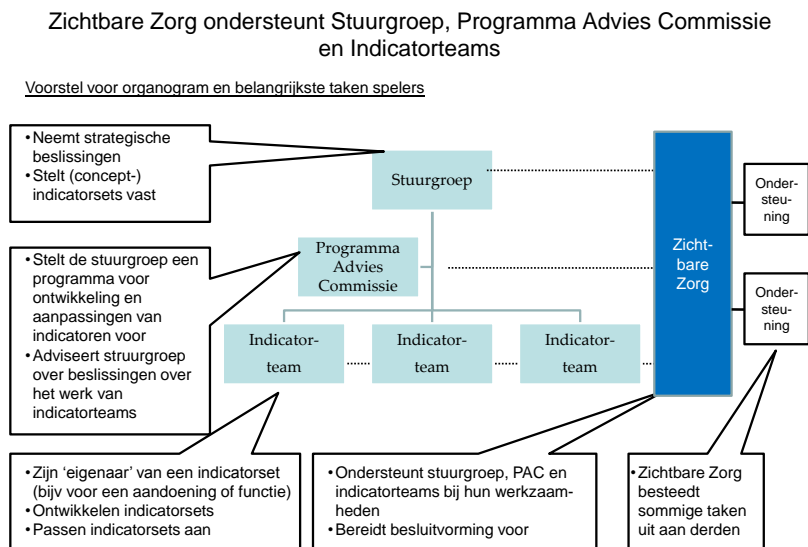 Zichtbare Zorg ondersteunt Stuurgroep, Programma Advies Commissie
en Indicatorteams
Voorstel voor organogram en belangrijkste taken spelers
• Neemt strategische
beslissingen
• Stelt (concept-)
indicatorsets vast
Stuurgroep
Onder-
steu-
ning
• Stelt de stuurgroep een
programma voor
ontwikkeling en
aanpassingen van
indicatoren voor
• Adviseert struurgroep
over beslissingen over
het werk van
indicatorteams
Programma
Advies
Commissie
Zicht-
bare
Zorg
Onder-
steu-
ning
Indicator-
team
Indicator-
team
Indicator-
team
• Zijn ‘eigenaar’ van een indicatorset
(bijv voor een aandoening of functie)
• Ontwikkelen indicatorsets
• Passen indicatorsets aan
• Ondersteunt stuurgroep, PAC en
indicatorteams bij hun werkzaam-
heden
• Bereidt besluitvorming voor
• Zichtbare Zorg
besteedt
sommige taken
uit aan derden